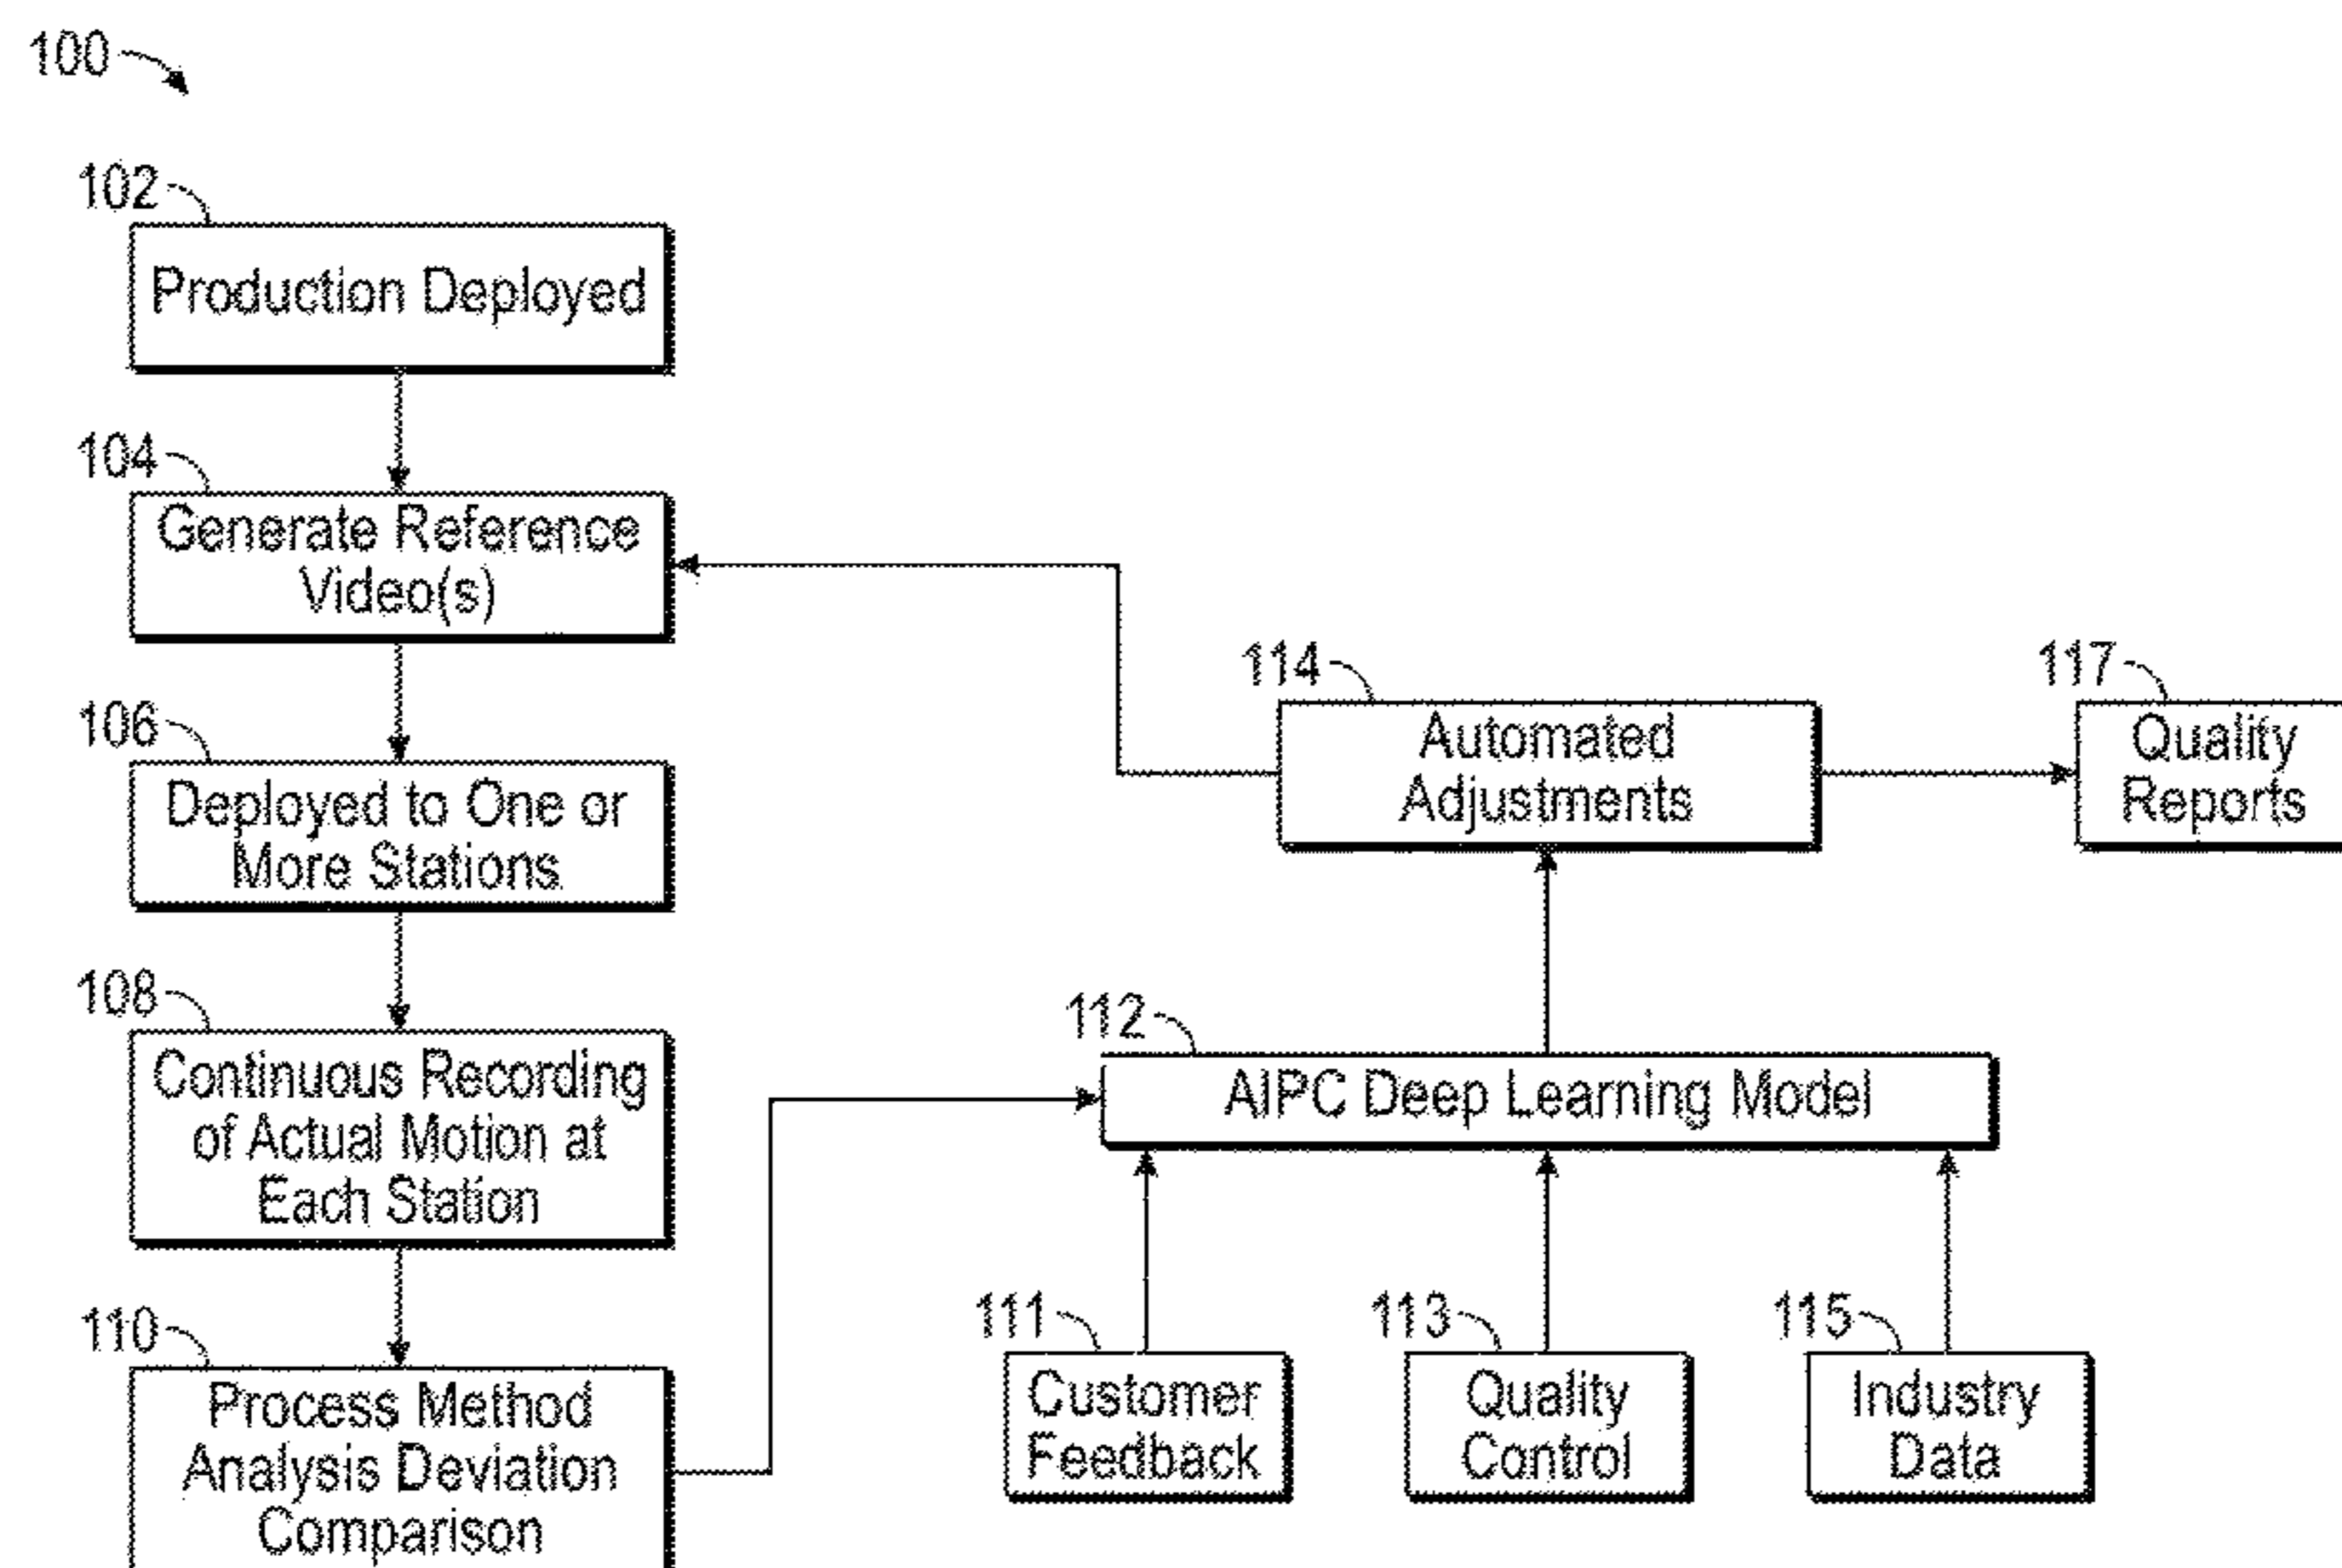 100
102
Production Deployed
104
Generate Reference
Video(s)
106
Deployed to One or
More Stations
108
Continuous Recording
of Actual Motion at
Each Station
110
Process Method
Analysis Deviation
Comparison
114
Automated
Adjustments
117
Quality
Reports
112
AIPC Deep Learning Model
111
Customer
Feedback
113
Quality
Control
115
Industry
Data